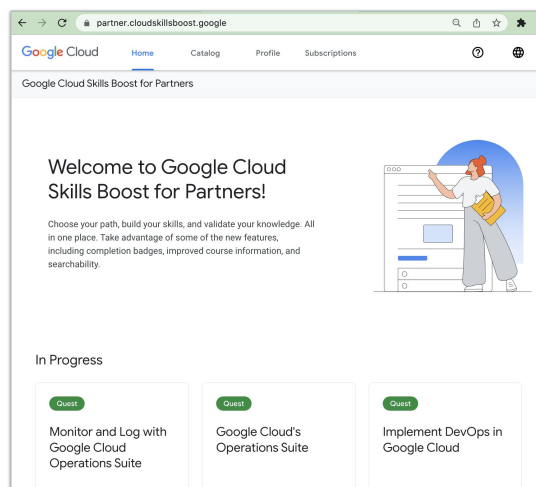 partner.cloudskillsboost.google
Google Cloud Home Catalog Profile Subscriptions
Google Cloud Skills Boost for Partners
Welcome to Google Cloud
Skills Boost for Partners!
Choose your path, build your skills, and validate your knowledge. All
in one place. Take advantage of some of the new features,
including completion badges, improved course information, and
searchability.
In Progress
Quest
Monitor and Log with
Google Cloud
Operations Suite
Quest
Google Cloud's
Operations Suite
Quest
Implement DevOps in
Google Cloud